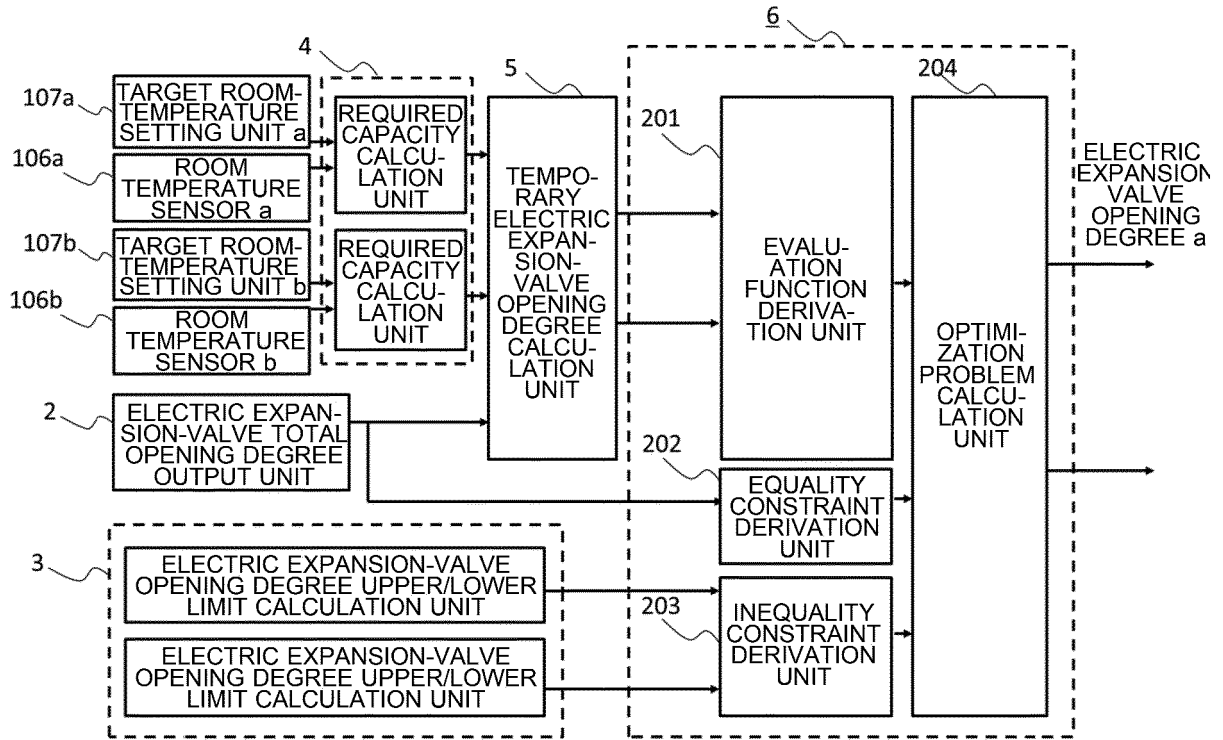 6
4
5
204
107a
TARGET ROOM-
TEMPERATURE
SETTING UNIT a
REQUIRED
CAPACITY
CALCU-
LATION
UNIT
201
106a
ROOM
TEMPERATURE
SENSOR a
107b
TARGET ROOM-
TEMPERATURE
SETTING UNIT b
REQUIRED
CAPACITY
CALCU-
LATION
UNIT
106b
ROOM
TEMPERATURE
SENSOR b
TEMPO-
RARY
ELECTRIC
EXPAN-
SION-
VALVE
OPENING
DEGREE
CALCU-
LATION
UNIT
EVALU-
ATION
FUNCTION
DERIVA-
TION UNIT
OPTIMI-
ZATION
PROBLEM
CALCU-
LATION
UNIT
ELECTRIC
EXPANSION
VALVE
OPENING
DEGREE a
2
ELECTRIC EXPAN-
SION-VALVE TOTAL
OPENING DEGREE
OUTPUT UNIT
202
EQUALITY
CONSTRAINT
DERIVATION
UNIT
3
ELECTRIC EXPANSION-VALVE
OPENING DEGREE UPPER/LOWER
LIMIT CALCULATION UNIT
203
INEQUALITY
CONSTRAINT
DERIVATION
UNIT
ELECTRIC EXPANSION-VALVE
OPENING DEGREE UPPER/LOWER
LIMIT CALCULATION UNIT